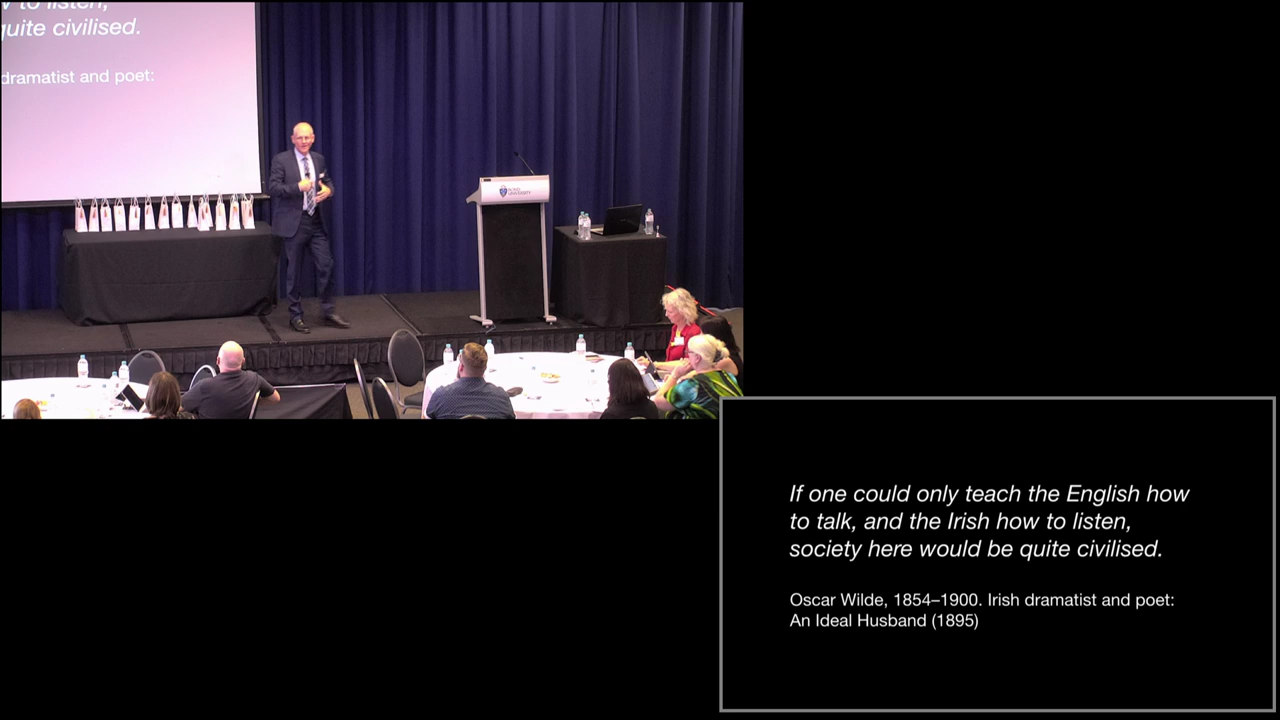 v to listen,
quite civilised.
dramatist and poet:
BOND
UNIVERSITY
If one could only teach the English how
to talk, and the Irish how to listen,
society here would be quite civilised.
Oscar Wilde, 1854–1900. Irish dramatist and poet:
An Ideal Husband (1895)